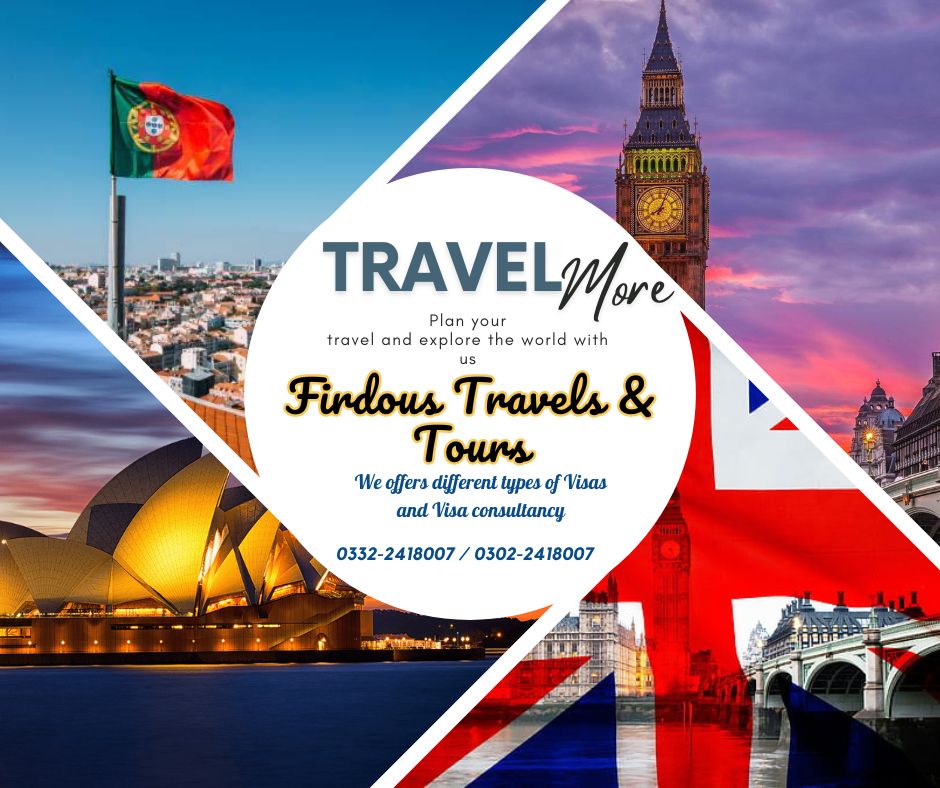 TRAVEL More
Plan your
travel and explore the world with
us
Firdous Travels &
Tours
We offers different types of Visas
and Visa consultancy
0332-2418007 / 0302-2418007